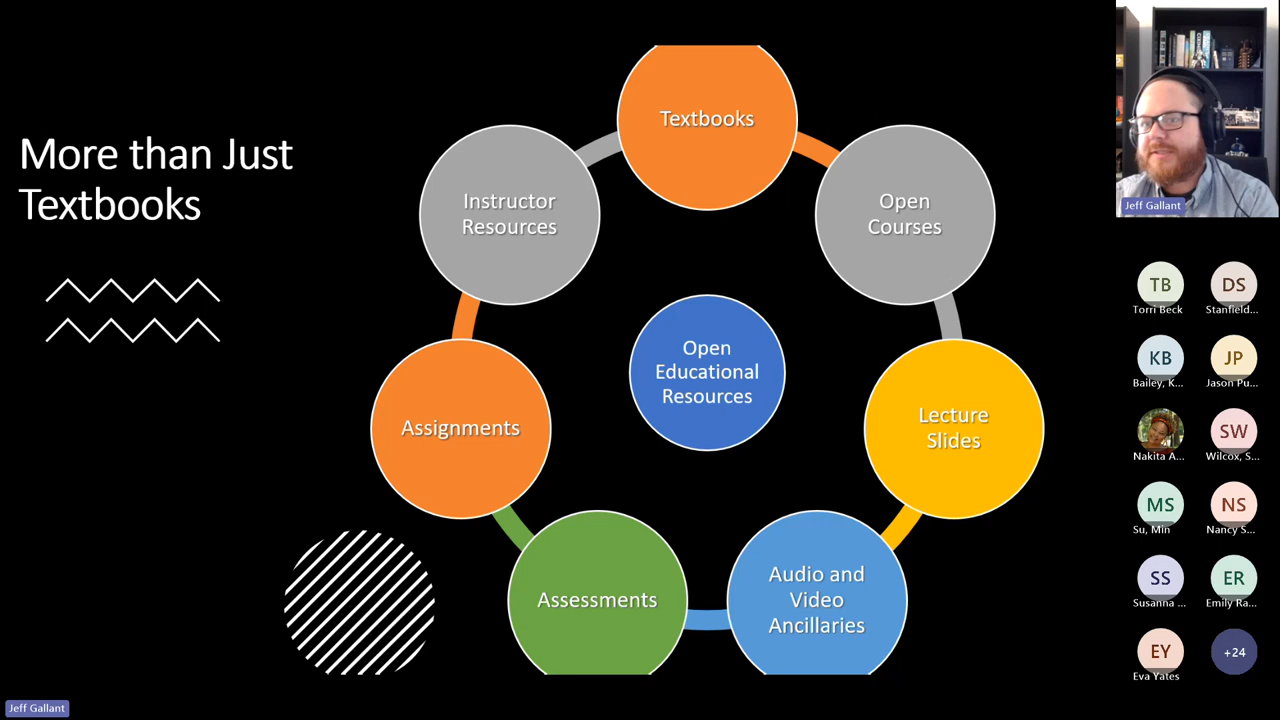 More than Just
Textbooks
Textbooks
Open
Courses
Lecture
Slides
Audio and
Video
Ancillaries
Assessments
Assignments
Instructor
Resources
Open
Educational
Resources
Jeff Gallant
TB
Torri Beck
DS
Stanfield...
KB
Bailey, K...
JP
Jason Pu...
Nakita A...
SW
Wilcox, S...
MS
Su, Min
NS
Nancy S...
SS
Susanna ...
ER
Emily Ra...
EY
Eva Yates
+24
Jeff Gallant